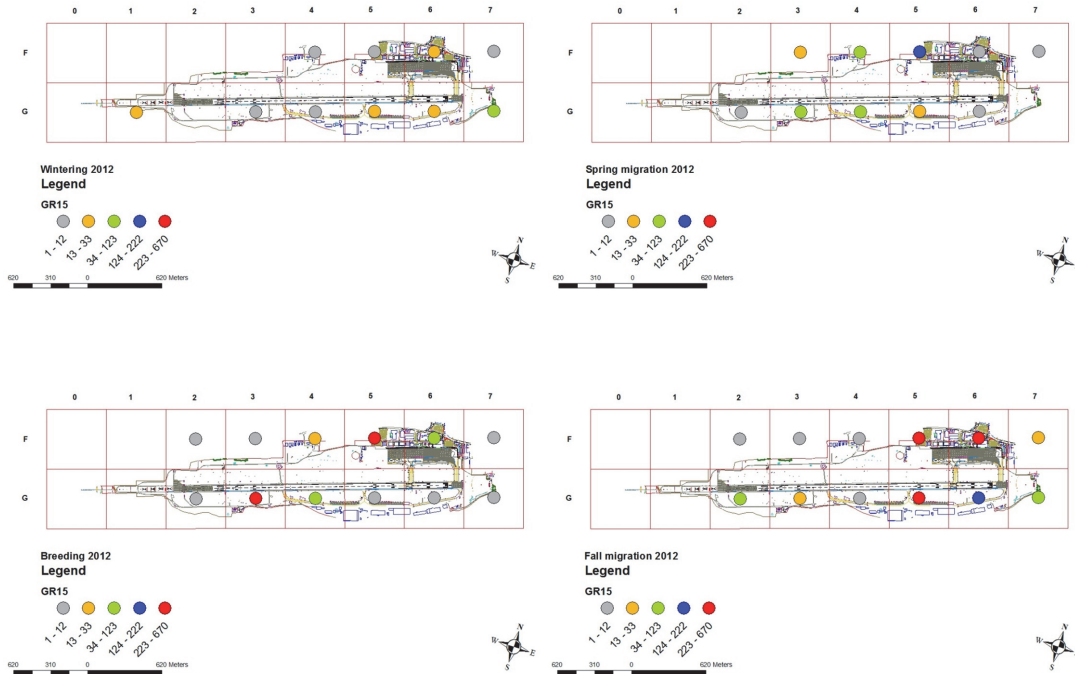 0 1 2 3 4 5 6 7
F
G
Wintering 2012
Legend
GR15
1 - 12 13 - 33 34 - 123 124 - 222 223 - 670
620 310 0 620 Meters
N
W E
S
0 1 2 3 4 5 6 7
F
G
Spring migration 2012
Legend
GR15
1 - 12 13 - 33 34 - 123 124 - 222 223 - 670
620 310 0 620 Meters
N
W
S
0 1 2 3 4 5 6 7
F
G
Breeding 2012
Legend
GR15
1 - 12 13 - 33 34 - 123 124 - 222 223 - 670
620 310 0 620 Meters
N
W E
S
0 1 2 3 4 5 6 7
F
G
Fall migration 2012
Legend
GR15
1 - 12 13 - 33 34 - 123 124 - 222 223 - 670
620 310 0 620 Meters
N
W
S